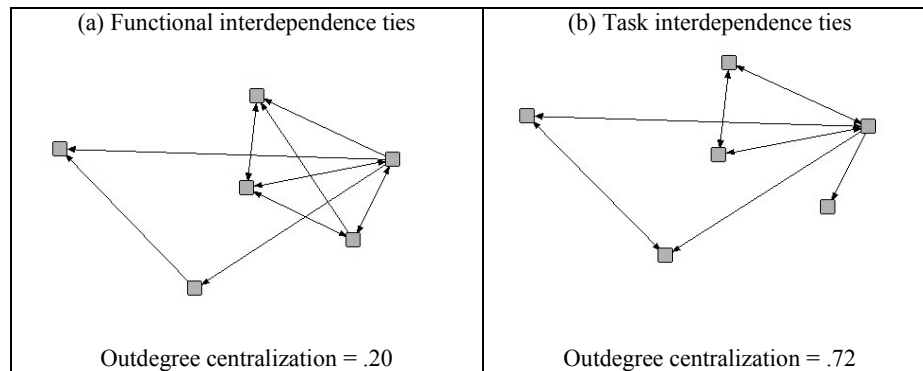 (a) Functional interdependence ties
(b) Task interdependence ties
Outdegree centralization = .20
Outdegree centralization = .72